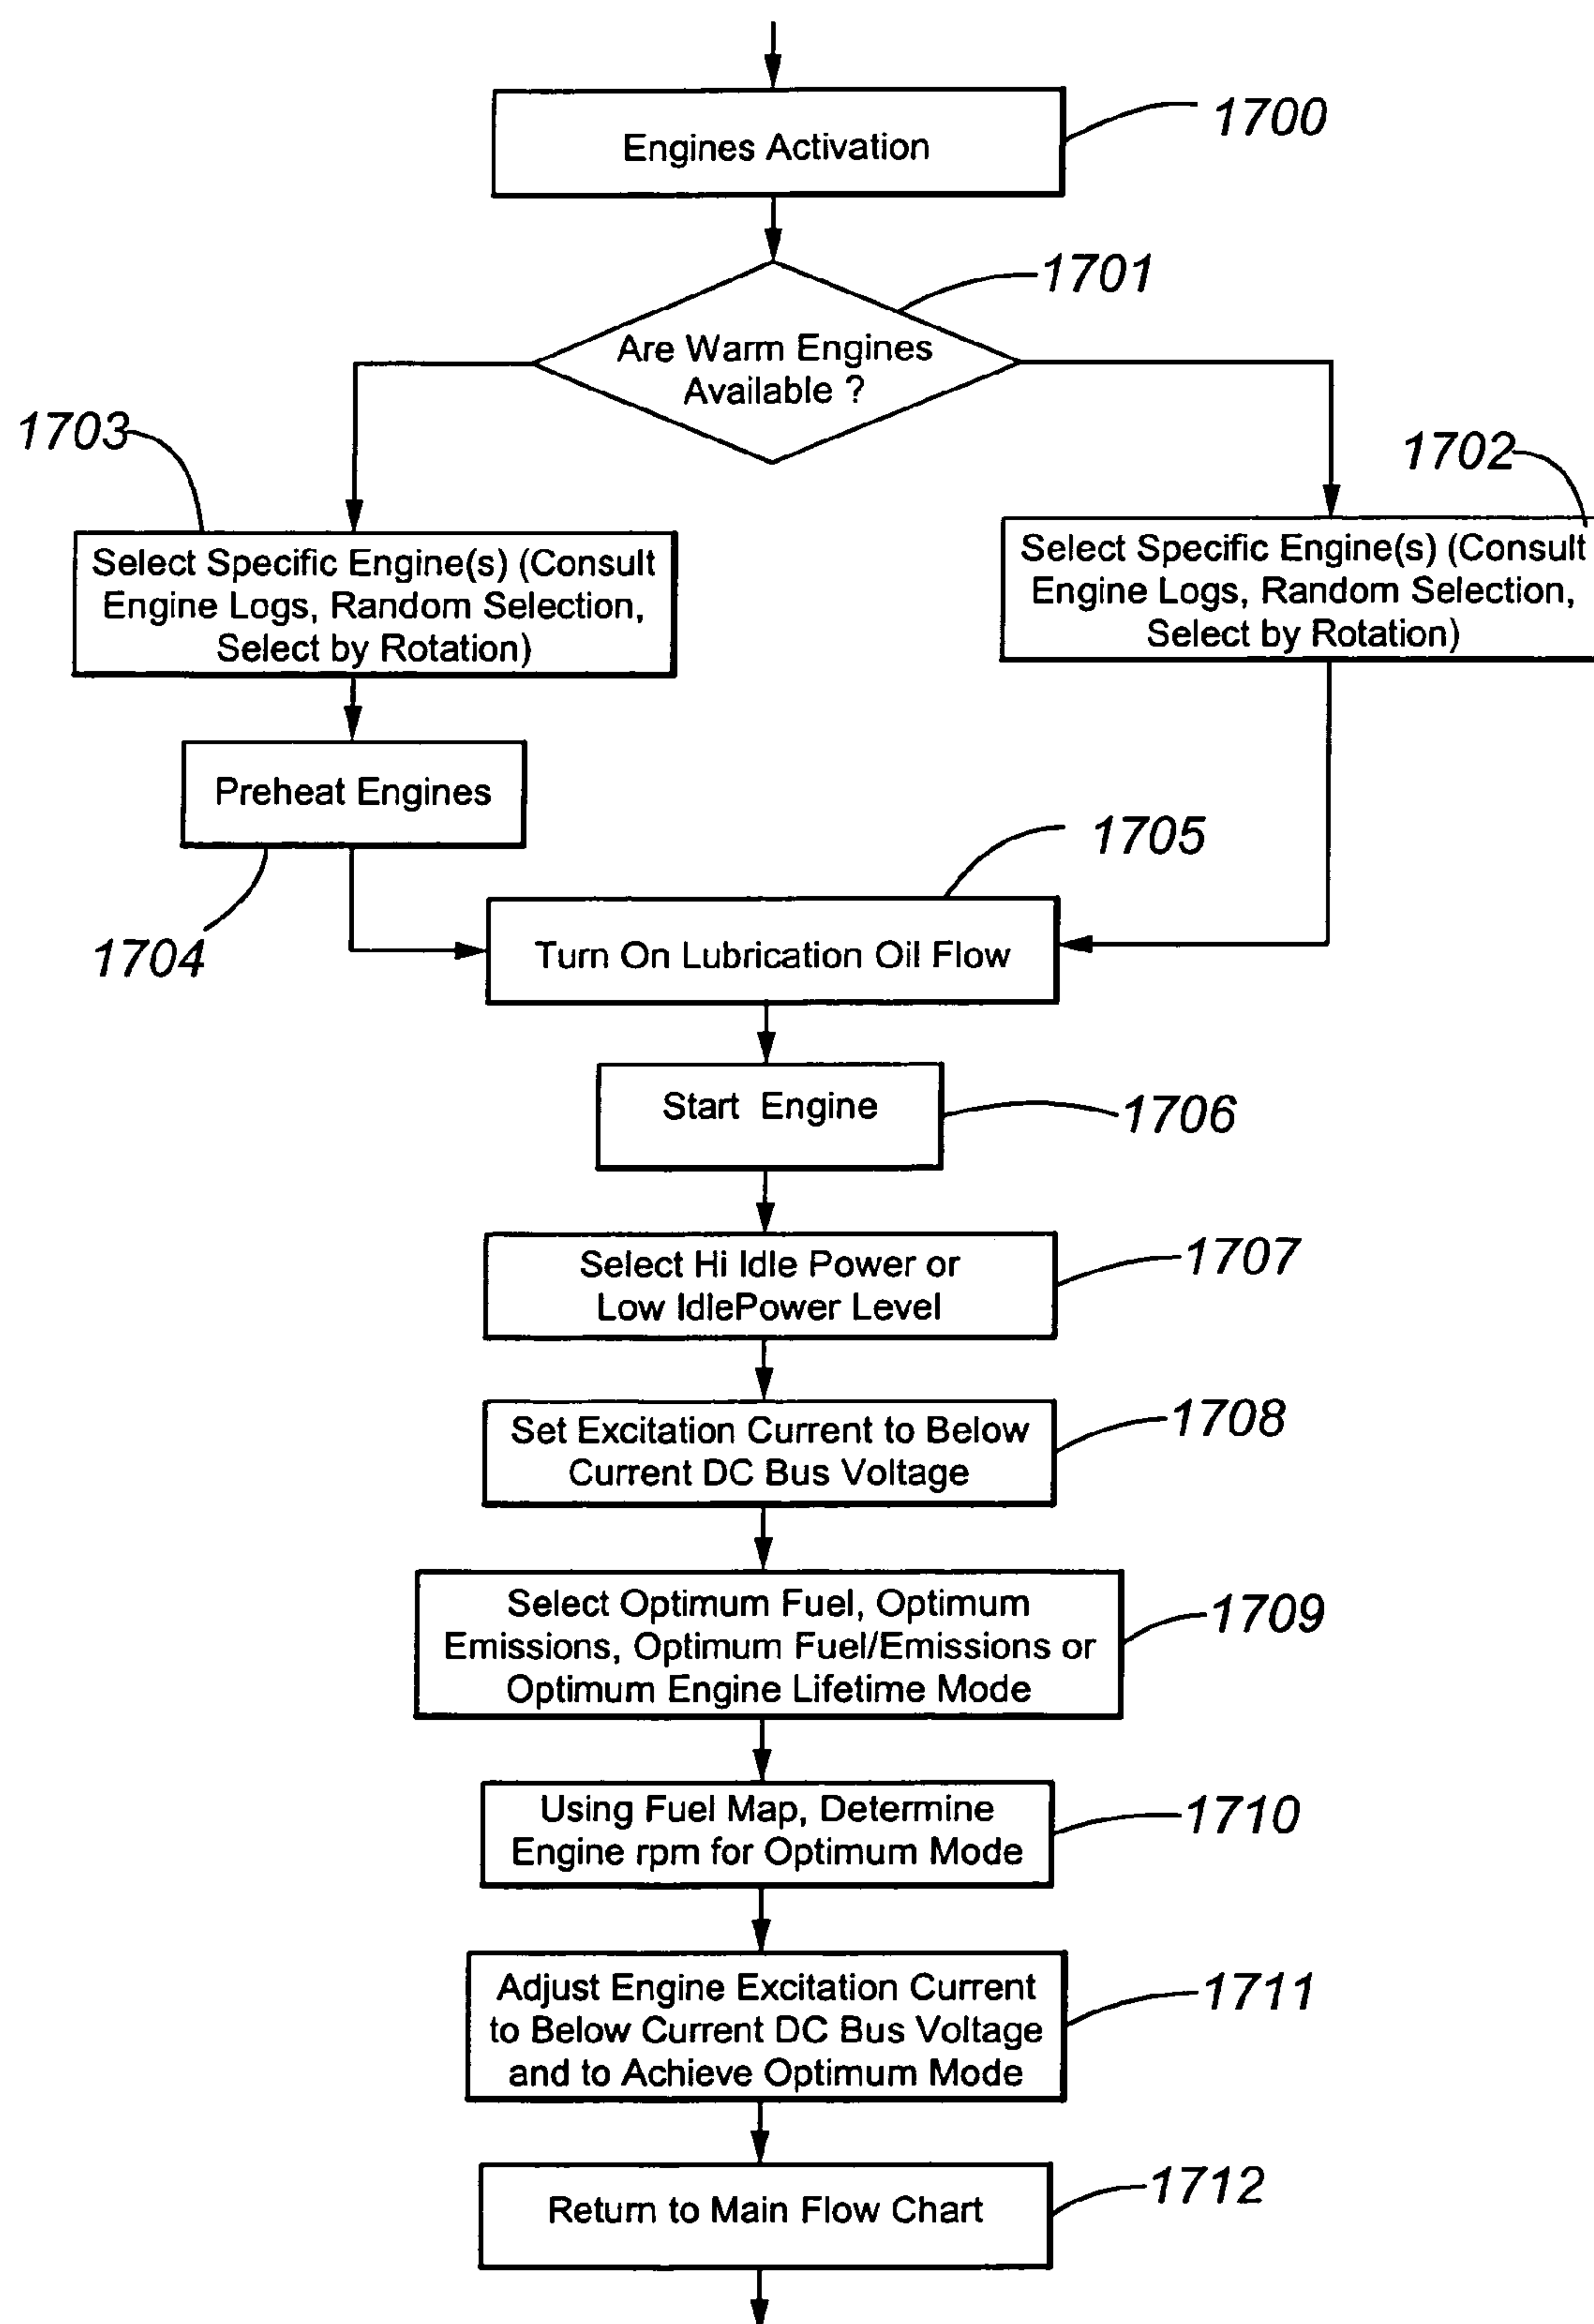 Engines Activation
1700
1701
Are Warm Engines
Available ?
1703
1702
Select Specific Engine(s) (Consult
Engine Logs, Random Selection,
Select by Rotation)
Select Specific Engine(s) (Consult
Engine Logs, Random Selection,
Select by Rotation)
Preheat Engines
1704
1705
Turn On Lubrication Oil Flow
Start Engine
1706
Select Hi Idle Power or
Low IdlePower Level
1707
Set Excitation Current to Below
Current DC Bus Voltage
1708
Select Optimum Fuel, Optimum
Emissions, Optimum Fuel/Emissions or
Optimum Engine Lifetime Mode
1709
Using Fuel Map, Determine
Engine rpm for Optimum Mode
1710
Adjust Engine Excitation Current
to Below Current DC Bus Voltage
and to Achieve Optimum Mode
1711
Return to Main Flow Chart
1712